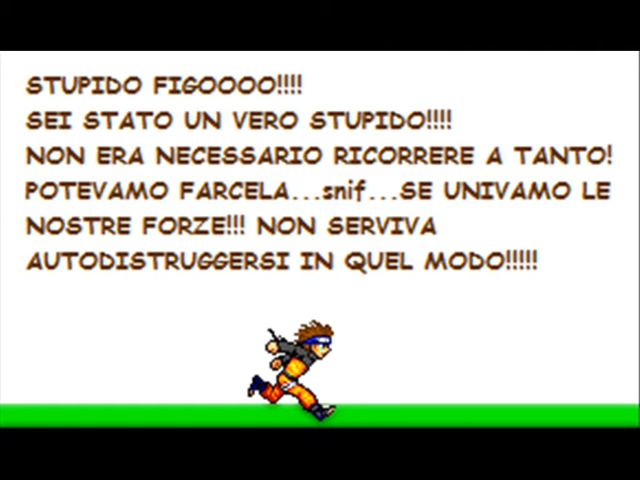 STUPIDO FIGOOOO!!!!
SEI STATO UN VERO STUPIDO!!!!
NON ERA NECESSARIO RICORRERE A TANTO!
POTEVAMO FARCELA...snif...SE UNIVAMO LE
NOSTRE FORZE!!! NON SERVIVA
AUTODISTRUGGERSI IN QUEL MODO!!!!!